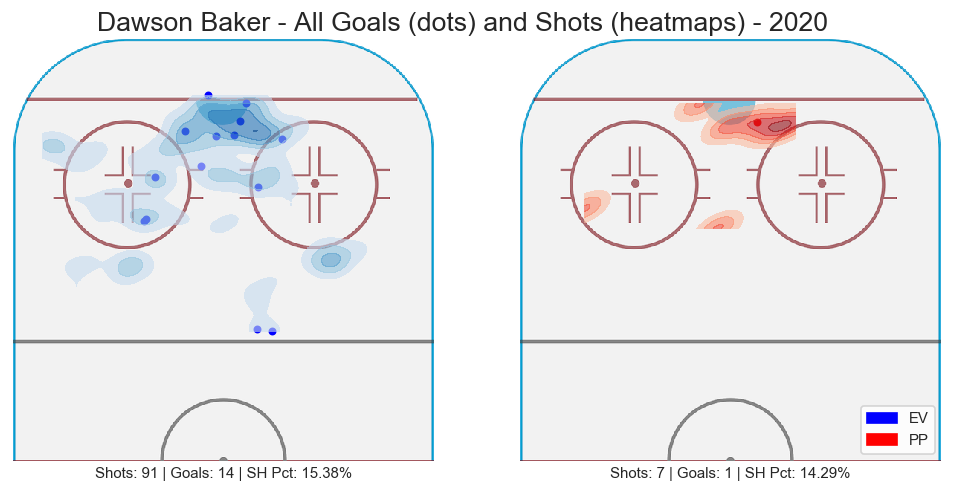 Dawson Baker - All Goals (dots) and Shots (heatmaps) - 2020
EV
PP
Shots: 91 | Goals: 14 | SH Pct: 15.38%
Shots: 7 | Goals: 1 | SH Pct: 14.29%